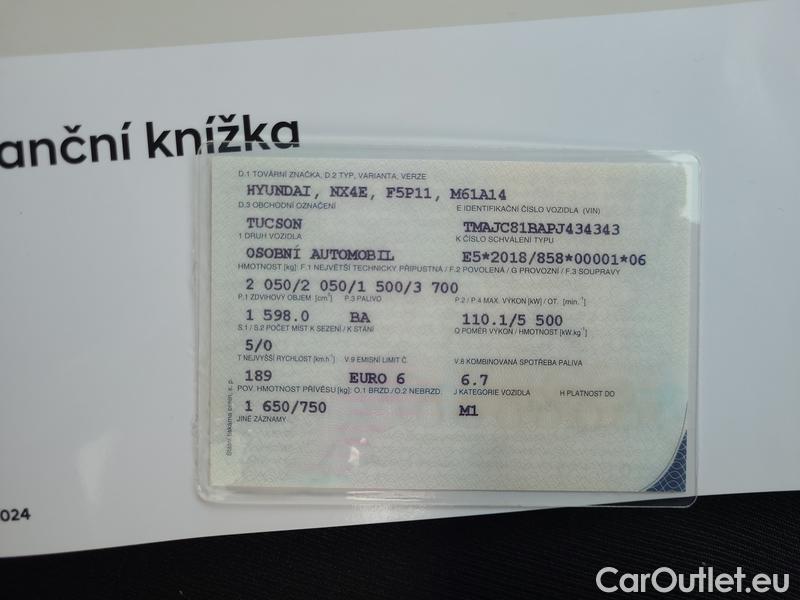 anční knížka
D.1 TOVÁRNÍ ZNAČKA, D.2 TYP, VARIANTA, VERZE
HYUNDAI, NX4E, F5P11, M61A14
D.3 OBCHODNÍ OZNAČENÍ E IDENTIFIKAČNÍ ČÍSLO VOZIDLA (VIN)
TUCSON TMAJC81BAPJ434343
1 DRUH VOZIDLA K ČÍSLO SCHVÁLENÍ TYPU
OSOBNÍ AUTOMOBIL E5*2018/858*00001*06
HMOTNOST [kg]: F.1 NEJVĚTŠÍ TECHNICKY PŘÍPUSTNÁ / F.2 POVOLENÁ / G PROVOZNÍ / F.3 SOUPRAVY
2 050/2 050/1 500/3 700
P.1 ZDVIHOVÝ OBJEM [cm³] P.3 PALIVO P.2 / P.4 MAX. VÝKON [kW] / OT. [min.⁻¹]
1 598.0 BA 110.1/5 500
S.1 / S.2 POČET MÍST K SEZENÍ / K STÁNÍ Q POMĚR VÝKON / HMOTNOST [kW.kg⁻¹]
5/0
T NEJVYŠŠÍ RYCHLOST [km.h⁻¹] V.9 EMISNÍ LIMIT Č. V.8 KOMBINOVANÁ SPOTŘEBA PALIVA
189 EURO 6 6.7
POV. HMOTNOST PŘÍVĚSU [kg]: O.1 BRZD./O.2 NEBRZD. J KATEGORIE VOZIDLA H PLATNOST DO
1 650/750 M1
JINÉ ZÁZNAMY
Státní tiskárna cenin, s. p.
024
CarOutlet.eu